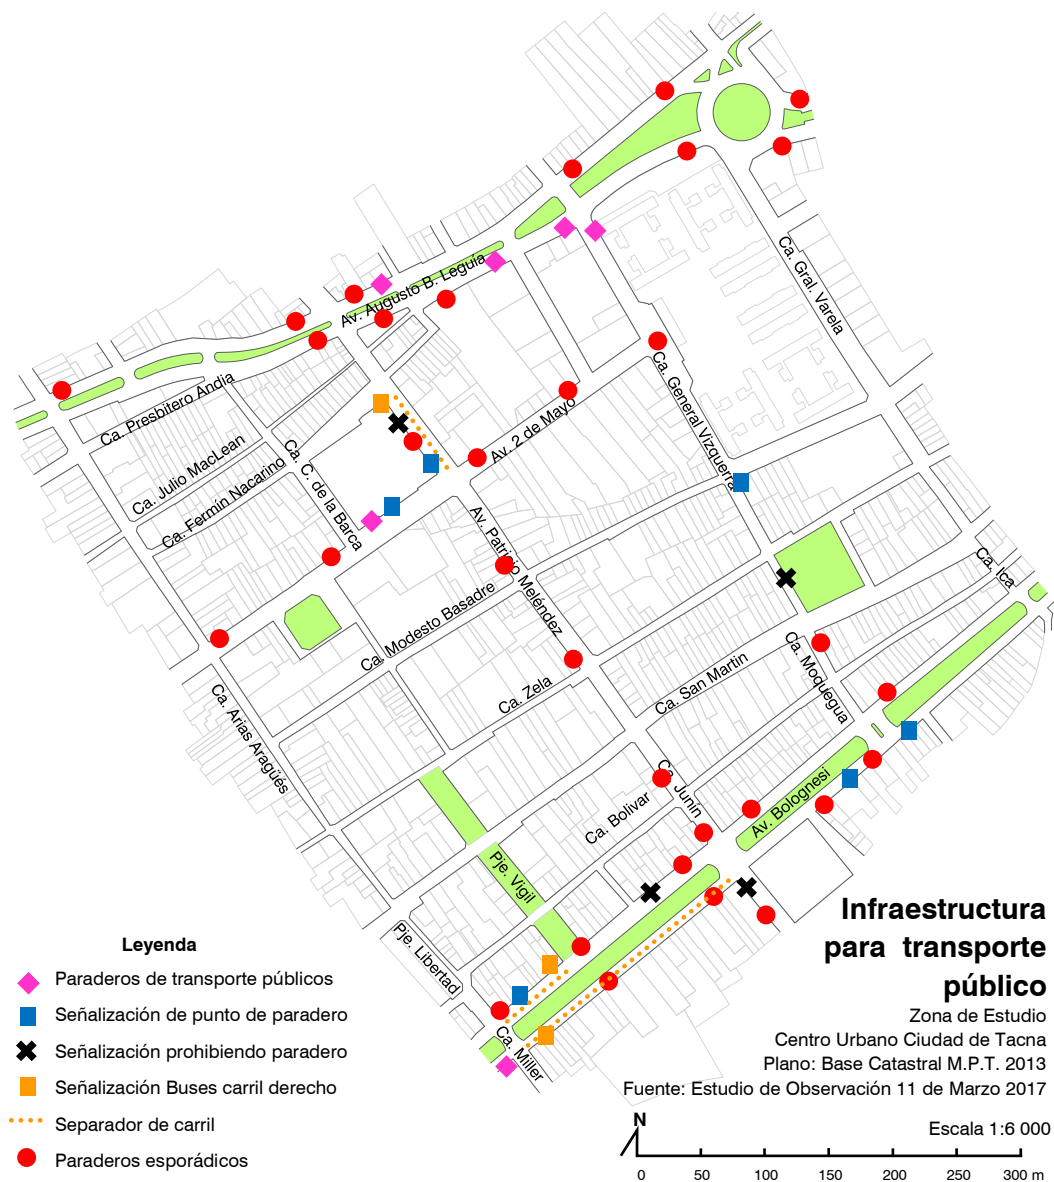 Av. Augusto B. Leguía
Ca. Gral. Varela
Ca. Presbitero Andia
Ca. General Vizquerra
Av. 2 de Mayo
Ca. Julio MacLean
Ca. C. de la Barca
Ca. Fermín Nacarino
Av. Patricio Meléndez
Ca. Ica
Ca. Modesto Basadre
Ca. Zela
Ca. San Martin
Ca. Moquegua
Ca. Arias Aragüés
Ca. Junin
Ca. Bolivar
Av. Bolognesi
Pje. Vigil
Pje. Libertad
Ca. Miller
Infraestructura
para transporte
público
Zona de Estudio
Centro Urbano Ciudad de Tacna
Plano: Base Catastral M.P.T. 2013
Fuente: Estudio de Observación 11 de Marzo 2017
Leyenda
Paraderos de transporte públicos
Señalización de punto de paradero
Señalización prohibiendo paradero
Señalización Buses carril derecho
Separador de carril
Paraderos esporádicos
N
Escala 1:6 000
0 50 100 150 200 250 300 m